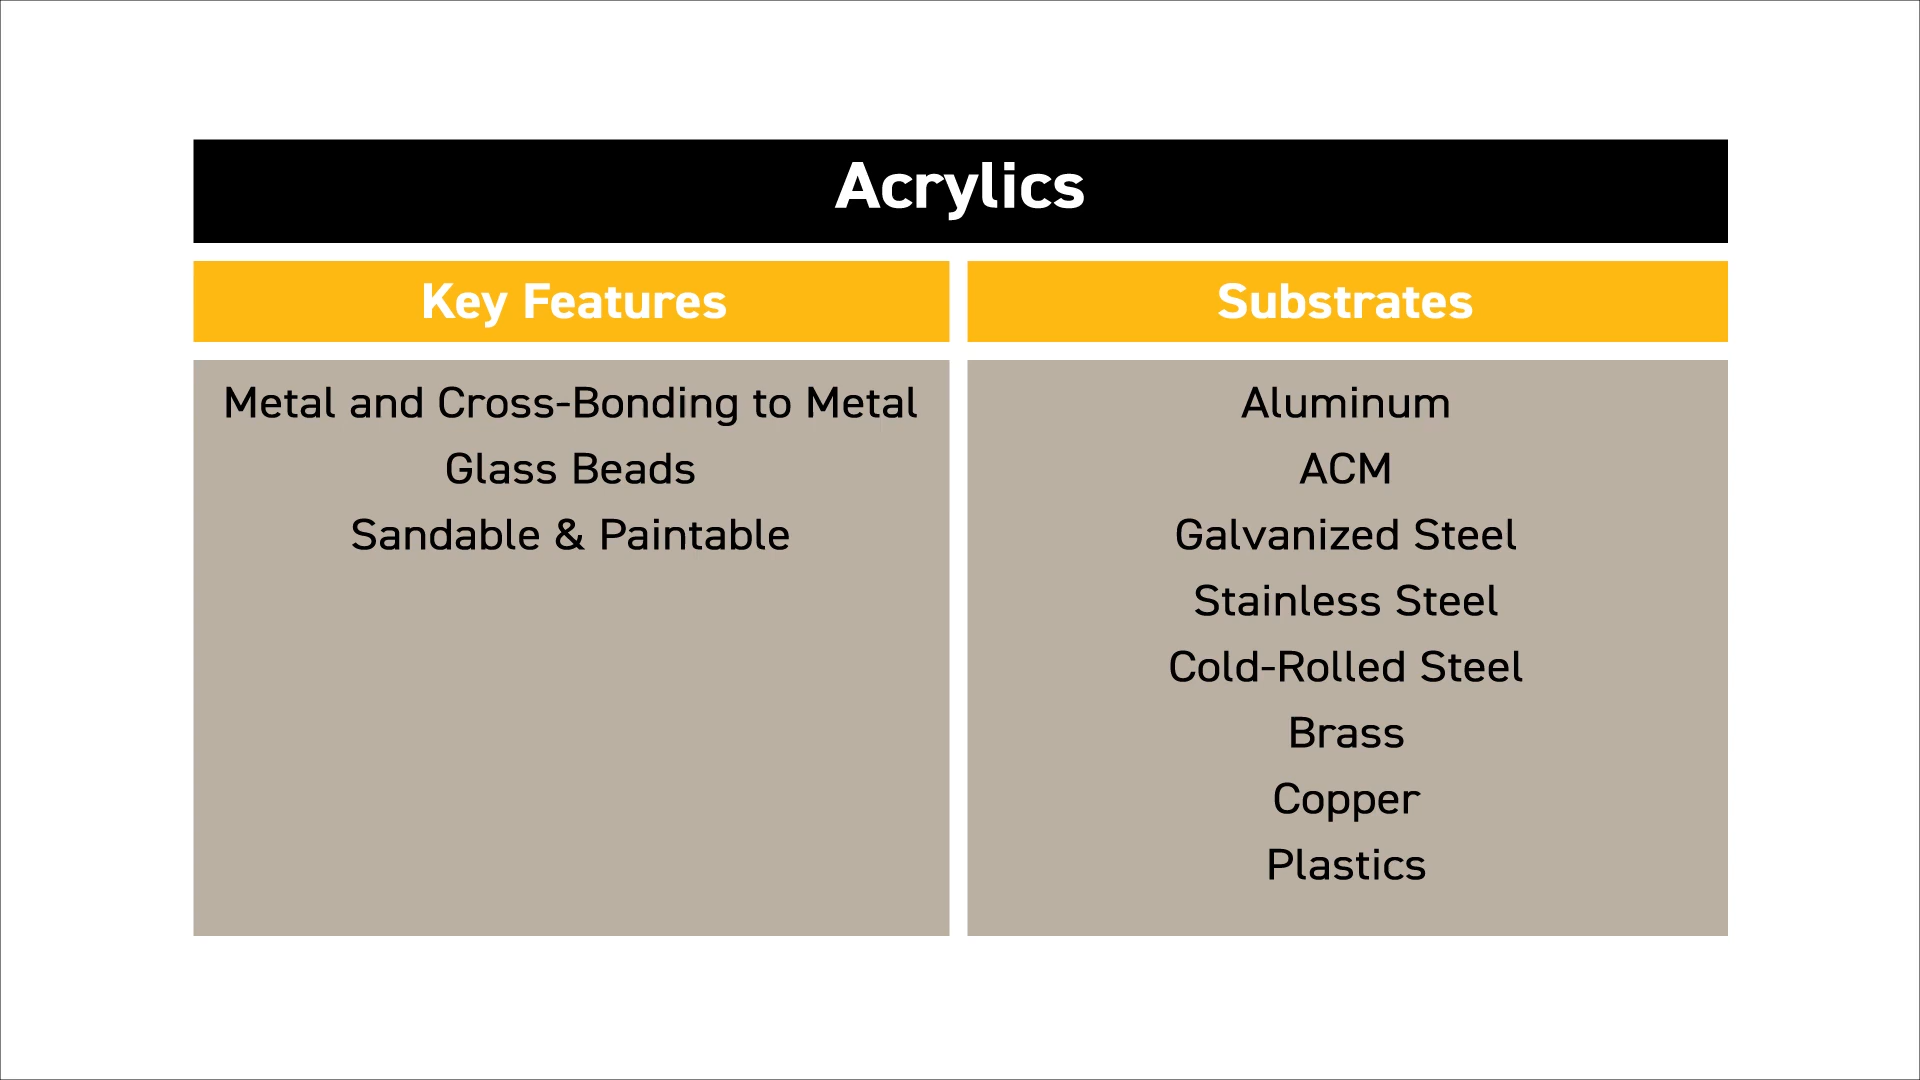 Acrylics
Key Features
Metal and Cross-Bonding to Metal
Glass Beads
Sandable & Paintable
Substrates
Aluminum
ACM
Galvanized Steel
Stainless Steel
Cold-Rolled Steel
Brass
Copper
Plastics